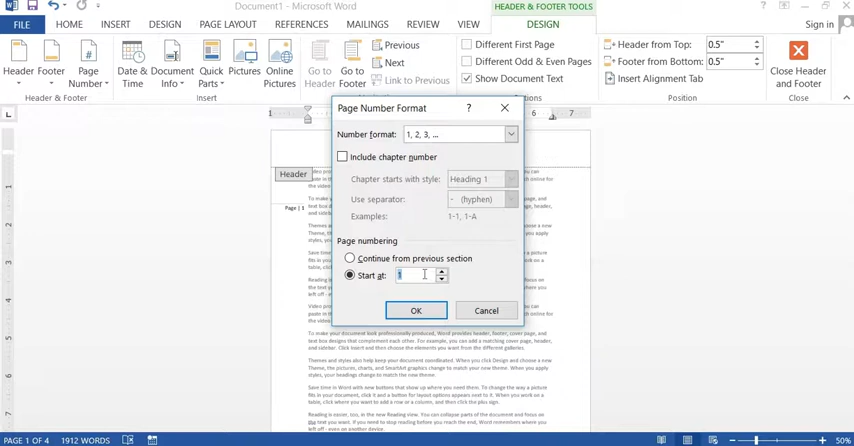 Document1 - Microsoft Word
HEADER & FOOTER TOOLS
?
FILE HOME INSERT DESIGN PAGE LAYOUT REFERENCES MAILINGS REVIEW VIEW DESIGN Sign in
Header
Footer
Page Number
Header & Footer
Date & Time
Document Info
Quick Parts
Pictures
Online Pictures
Insert
Go to Header
Go to Footer
Previous
Next
Link to Previous
Different First Page
Different Odd & Even Pages
Show Document Text
Options
Header from Top: 0.5"
Footer from Bottom: 0.5"
Insert Alignment Tab
Position
Close Header and Footer
Close
1 6 7
Page Number Format ?
Number format: 1, 2, 3, ...
Include chapter number
Chapter starts with style: Heading 1
Use separator: - (hyphen)
Examples: 1-1, 1-A
Page numbering
Continue from previous section
Start at: 1
OK Cancel
Header
Page | 1
1
2
3
4
5
6
7
To make your document look professionally produced, Word provides header, footer, cover page, and
text box designs that complement each other. For example, you can add a matching cover page, header,
and sidebar. Click Insert and then choose the elements you want from the different galleries.
Themes and styles also help keep your document coordinated. When you click Design and choose a new
Theme, the pictures, charts, and SmartArt graphics change to match your new theme. When you apply
styles, your headings change to match the new theme.
Save time in Word with new buttons that show up where you need them. To change the way a picture
fits in your document, click it and a button for layout options appears next to it. When you work on a
table, click where you want to add a row or a column, and then click the plus sign.
Reading is easier, too, in the new Reading view. You can collapse parts of the document and focus on
the text you want. If you need to stop reading before you reach the end, Word remembers where you
left off - even on another device.
PAGE 1 OF 4 1912 WORDS 50%